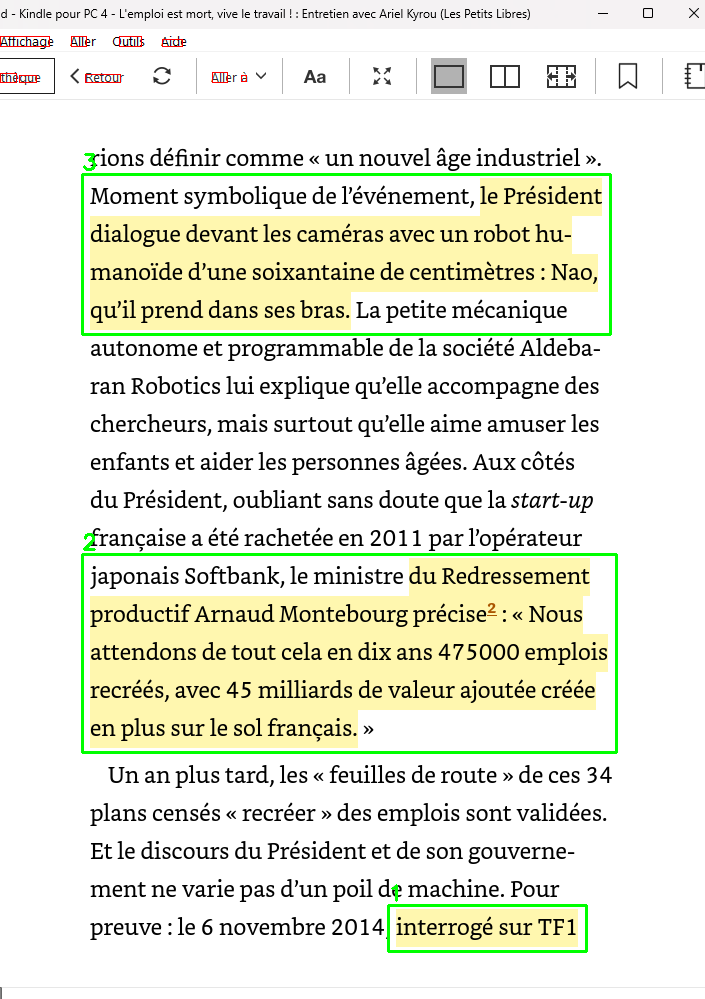 d - Kindle pour PC 4 - L'emploi est mort, vive le travail ! : Entretien avec Ariel Kyrou (Les Petits Libres)
Affichage Aller Outils Aide
thèque Retour Aller à Aa
rions définir comme « un nouvel âge industriel ».
3
Moment symbolique de l’événement, le Président
dialogue devant les caméras avec un robot hu-
manoïde d’une soixantaine de centimètres : Nao,
qu’il prend dans ses bras. La petite mécanique
autonome et programmable de la société Aldeba-
ran Robotics lui explique qu’elle accompagne des
chercheurs, mais surtout qu’elle aime amuser les
enfants et aider les personnes âgées. Aux côtés
du Président, oubliant sans doute que la start-up
française a été rachetée en 2011 par l’opérateur
2
japonais Softbank, le ministre du Redressement
productif Arnaud Montebourg précise2 : « Nous
attendons de tout cela en dix ans 475000 emplois
recréés, avec 45 milliards de valeur ajoutée créée
en plus sur le sol français. »
Un an plus tard, les « feuilles de route » de ces 34
plans censés « recréer » des emplois sont validées.
Et le discours du Président et de son gouverne-
ment ne varie pas d’un poil de machine. Pour
1
preuve : le 6 novembre 2014, interrogé sur TF1